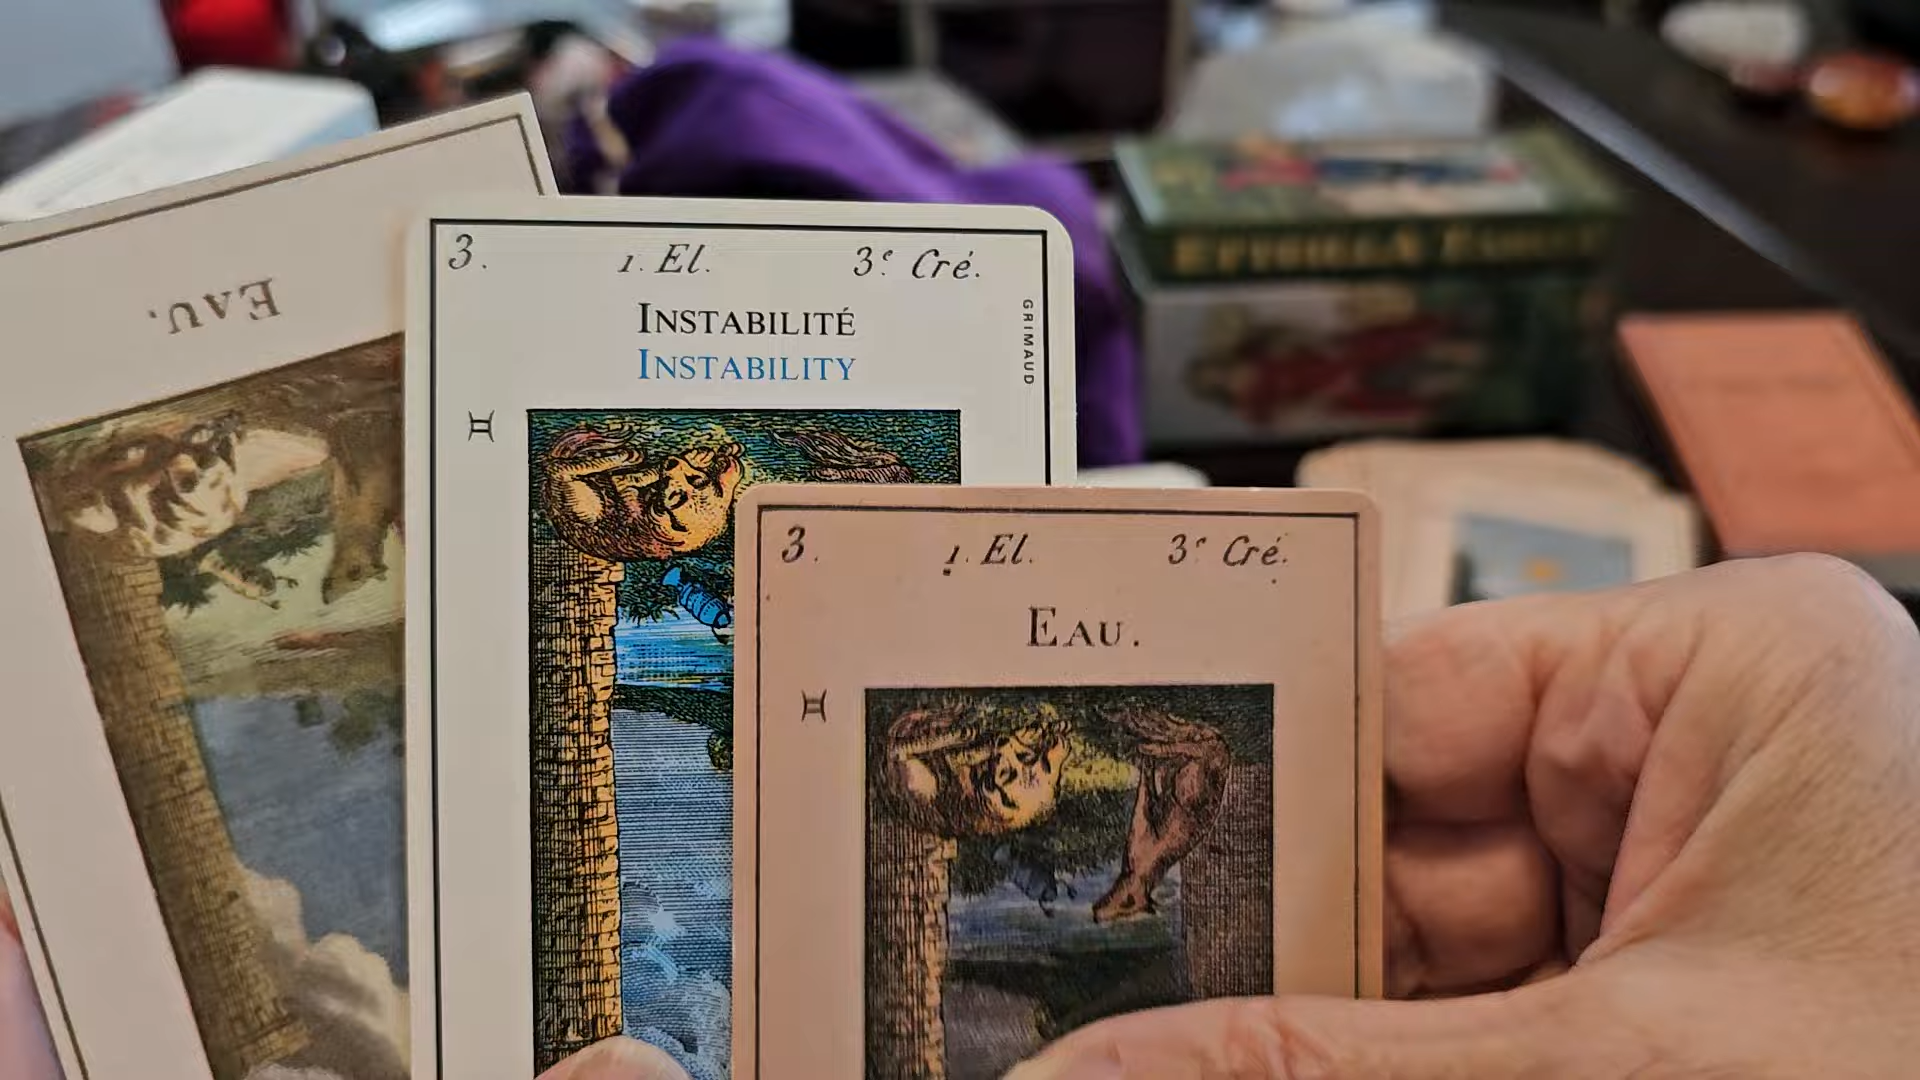 EAU.
3. 1. El. 3e Cré.
INSTABILITÉ
INSTABILITY
GRIMAUD
3. 1. El. 3e Cré.
EAU.